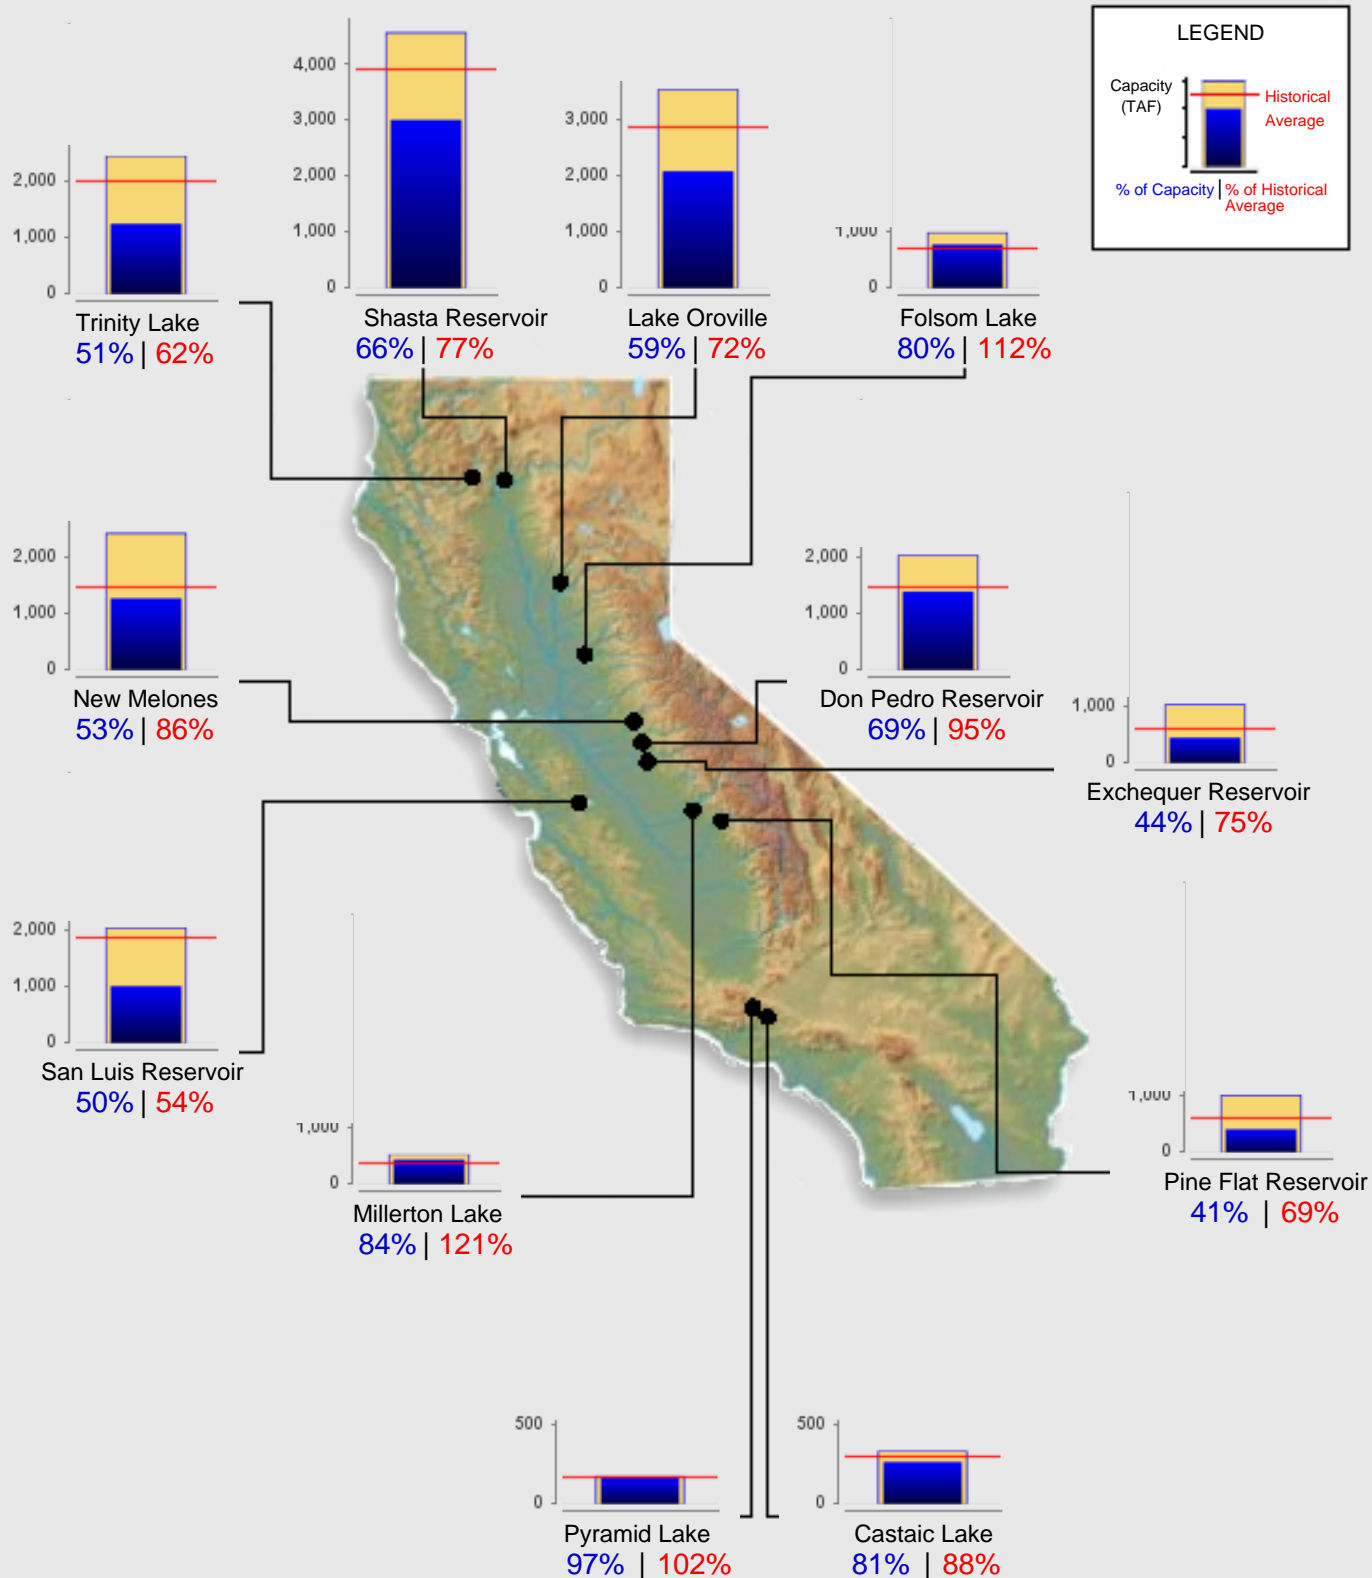 LEGEND
Capacity
(TAF)
Historical
Average
% of Capacity | % of Historical
Average
4,000
3,000
2,000
1,000
0
3,000
2,000
1,000
0
2,000
1,000
0
1,000
0
Trinity Lake
51% | 62%
Shasta Reservoir
66% | 77%
Lake Oroville
59% | 72%
Folsom Lake
80% | 112%
2,000
1,000
0
New Melones
53% | 86%
2,000
1,000
0
Don Pedro Reservoir
69% | 95%
1,000
0
Exchequer Reservoir
44% | 75%
2,000
1,000
0
San Luis Reservoir
50% | 54%
1,000
0
Millerton Lake
84% | 121%
1,000
0
Pine Flat Reservoir
41% | 69%
500
0
Pyramid Lake
97% | 102%
500
0
Castaic Lake
81% | 88%